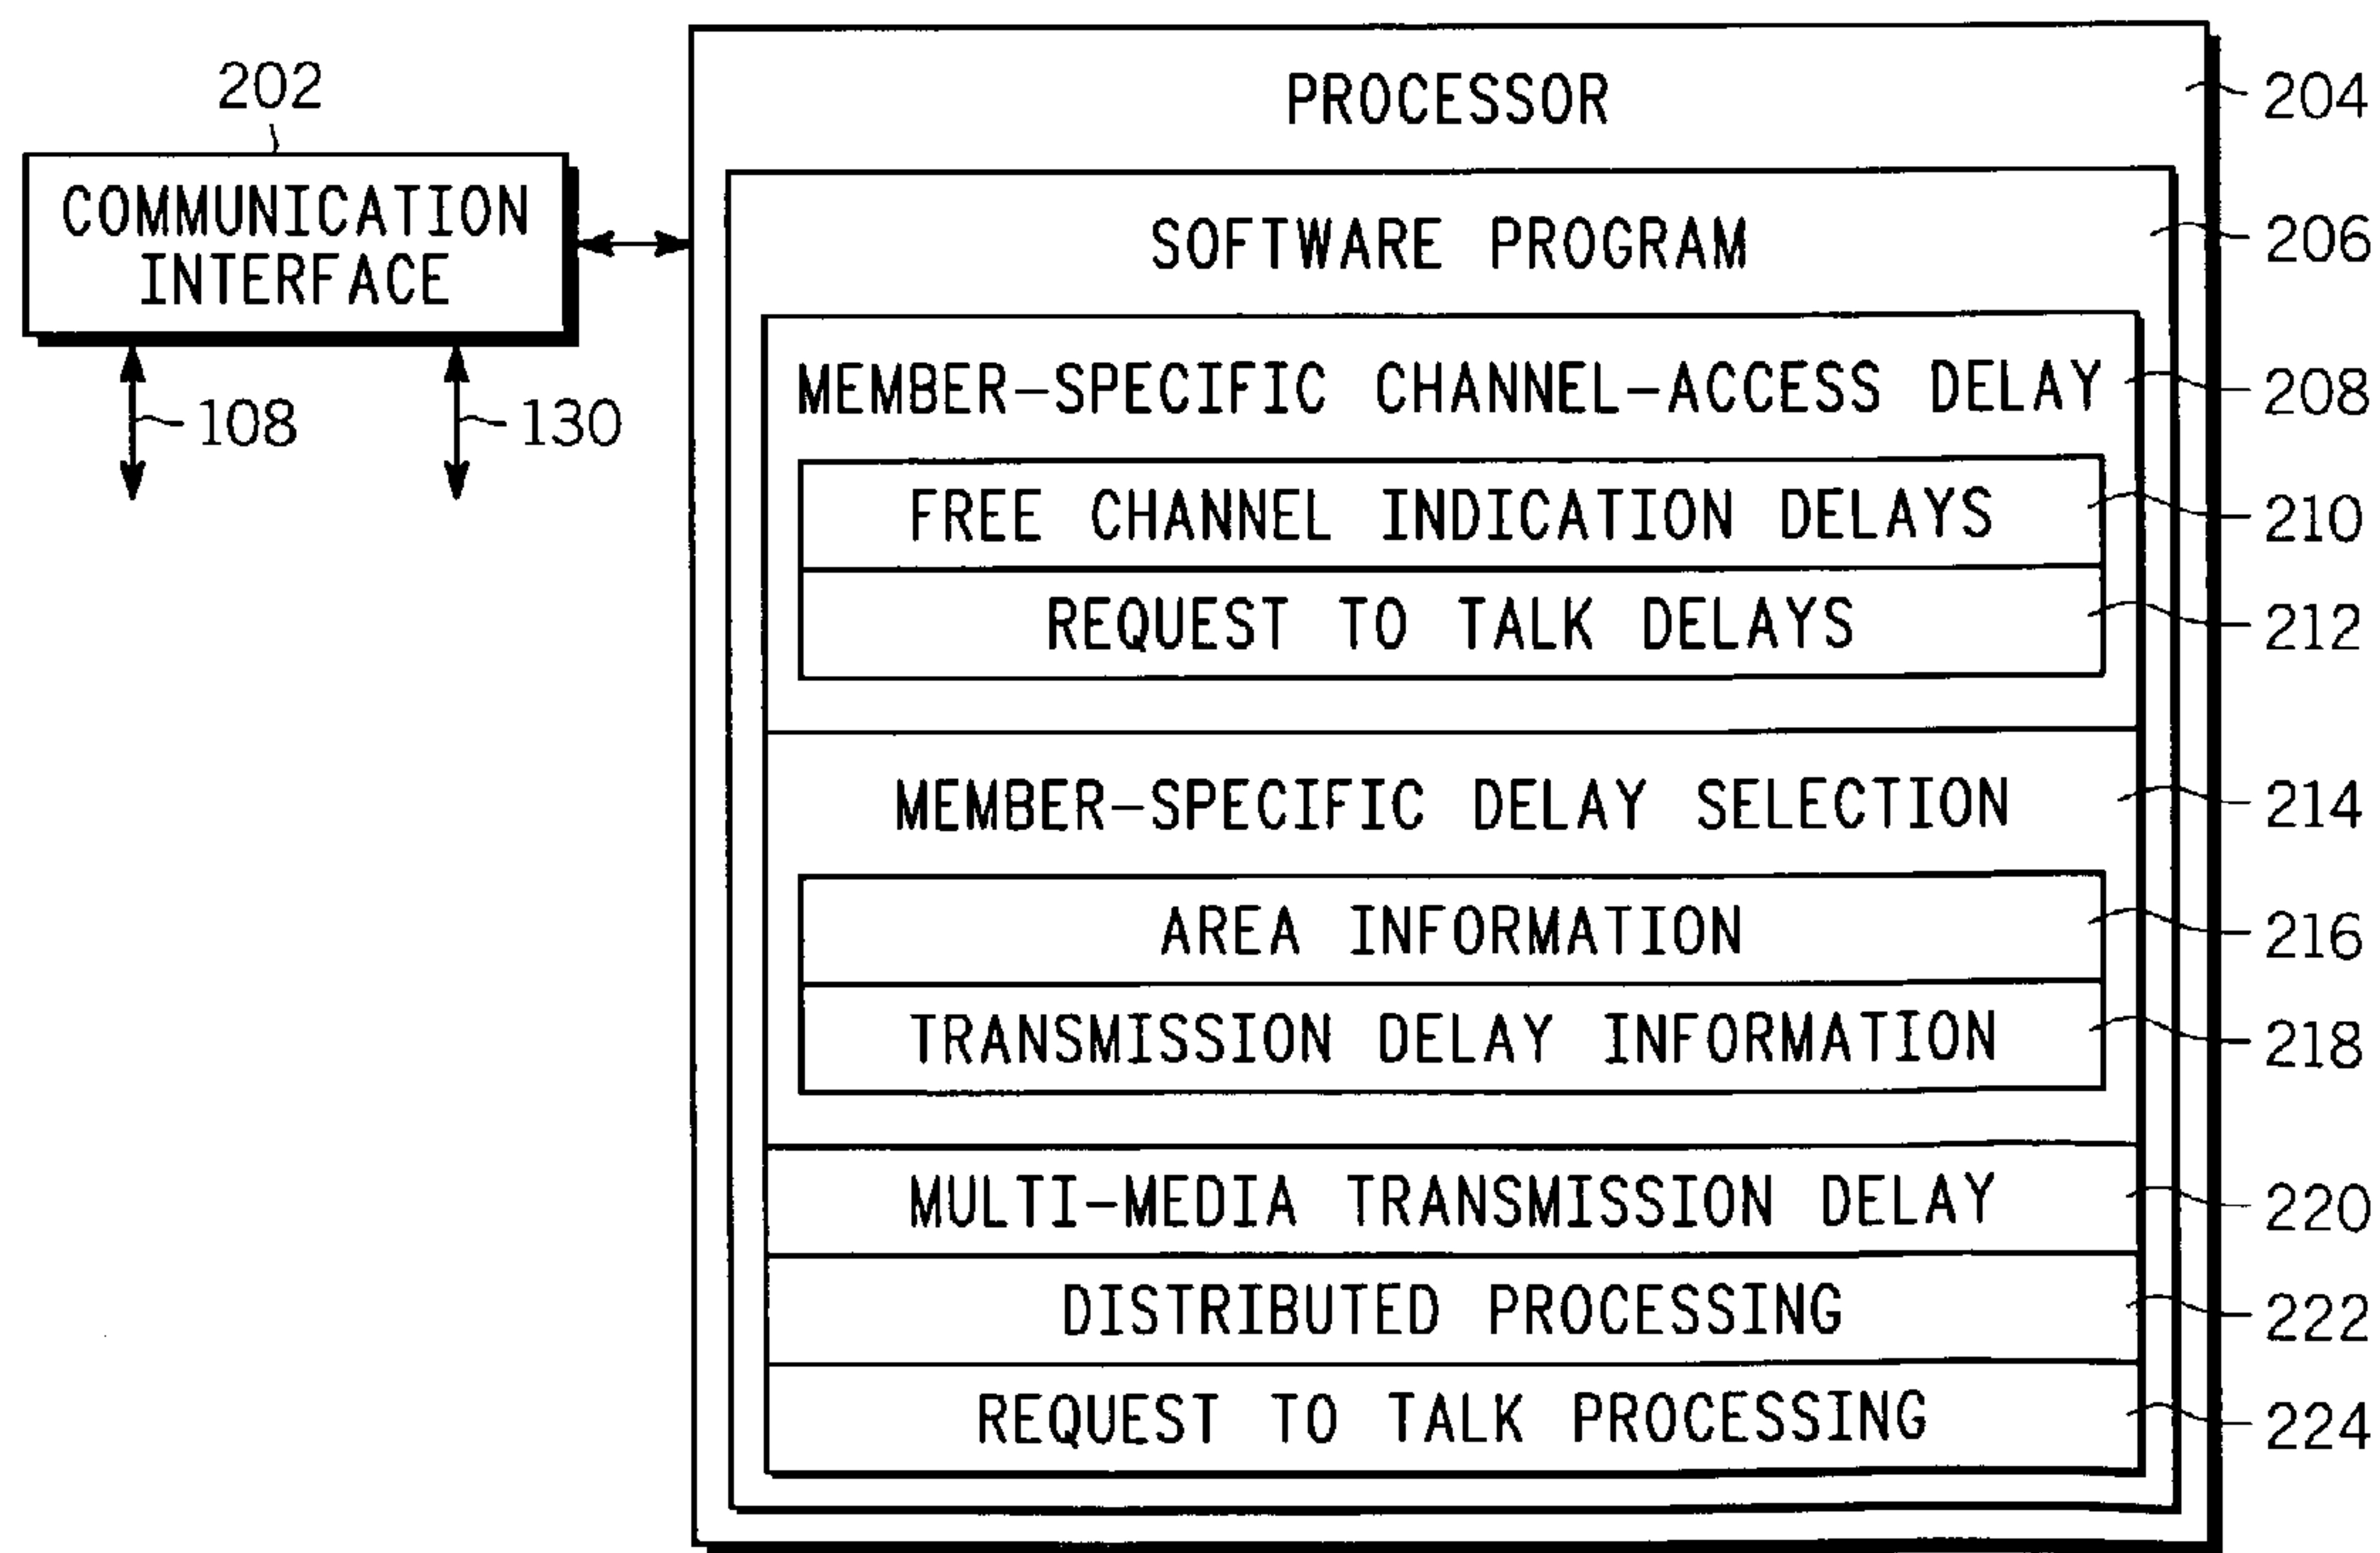 202
COMMUNICATION
INTERFACE
108
130
PROCESSOR
204
SOFTWARE PROGRAM
206
MEMBER-SPECIFIC CHANNEL-ACCESS DELAY
208
FREE CHANNEL INDICATION DELAYS
210
REQUEST TO TALK DELAYS
212
MEMBER-SPECIFIC DELAY SELECTION
214
AREA INFORMATION
216
TRANSMISSION DELAY INFORMATION
218
MULTI-MEDIA TRANSMISSION DELAY
220
DISTRIBUTED PROCESSING
222
REQUEST TO TALK PROCESSING
224